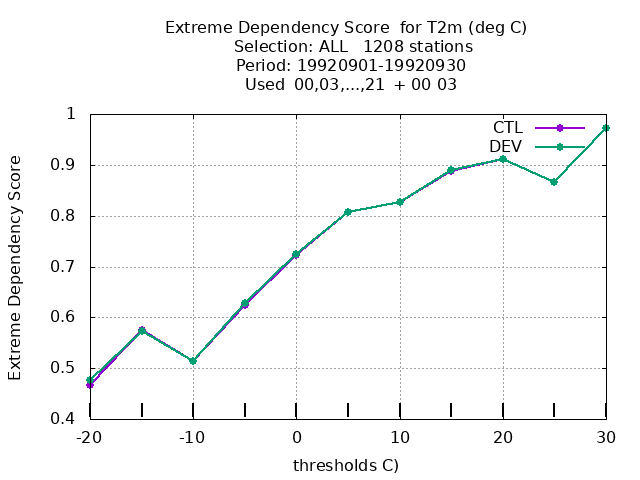 Extreme Dependency Score  for T2m (deg C)
Selection: ALL   1208 stations
Period: 19920901-19920930
Used  00,03,...,21  + 00 03
CTL
DEV
Extreme Dependency Score
1
0.9
0.8
0.7
0.6
0.5
0.4
-20 -10 0 10 20 30
thresholds C)